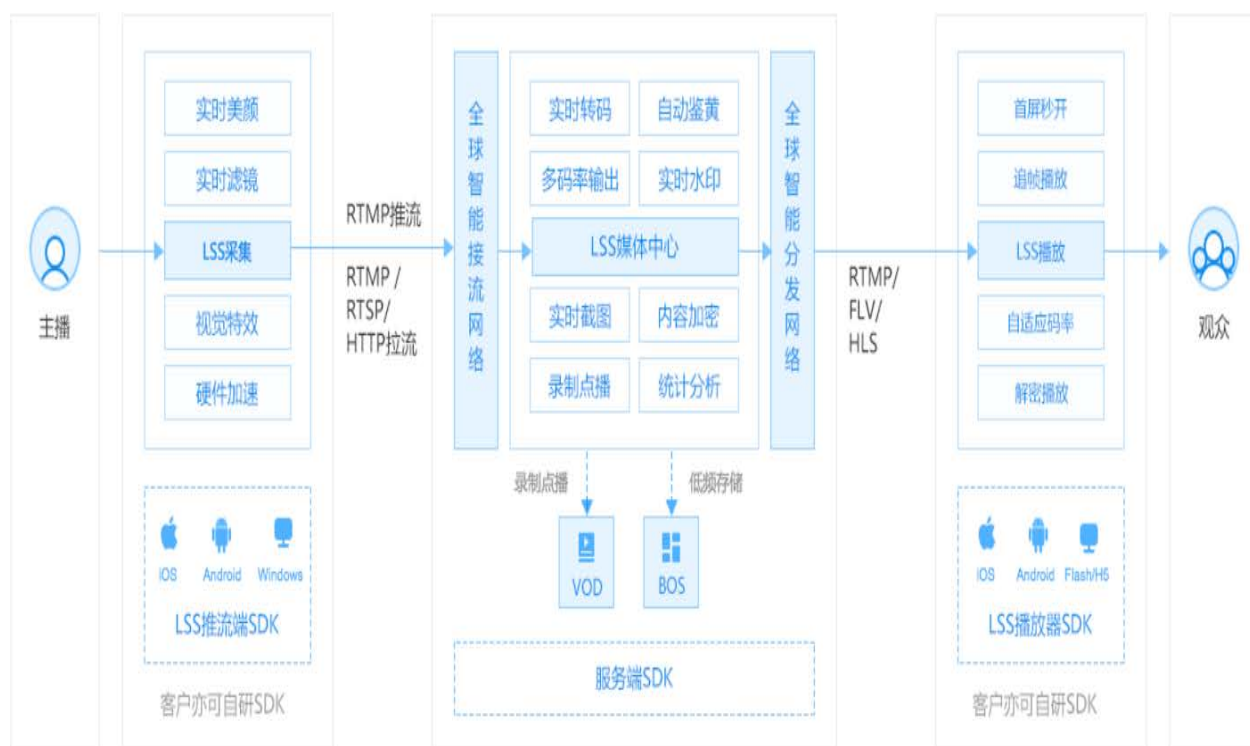 主播
实时美颜
实时滤镜
LSS采集
视觉特效
硬件加速
IOS
Android
Windows
LSS推流端SDK
客户亦可自研SDK
RTMP推流
RTMP /
RTSP/
HTTP拉流
全球智能接流网络
实时转码
自动鉴黄
多码率输出
实时水印
LSS媒体中心
实时截图
内容加密
录制点播
统计分析
全球智能分发网络
录制点播
低频存储
VOD
BOS
服务端SDK
RTMP/
FLV/
HLS
首屏秒开
追帧播放
LSS播放
自适应码率
解密播放
IOS
Android
Flash/H5
LSS播放器SDK
客户亦可自研SDK
观众